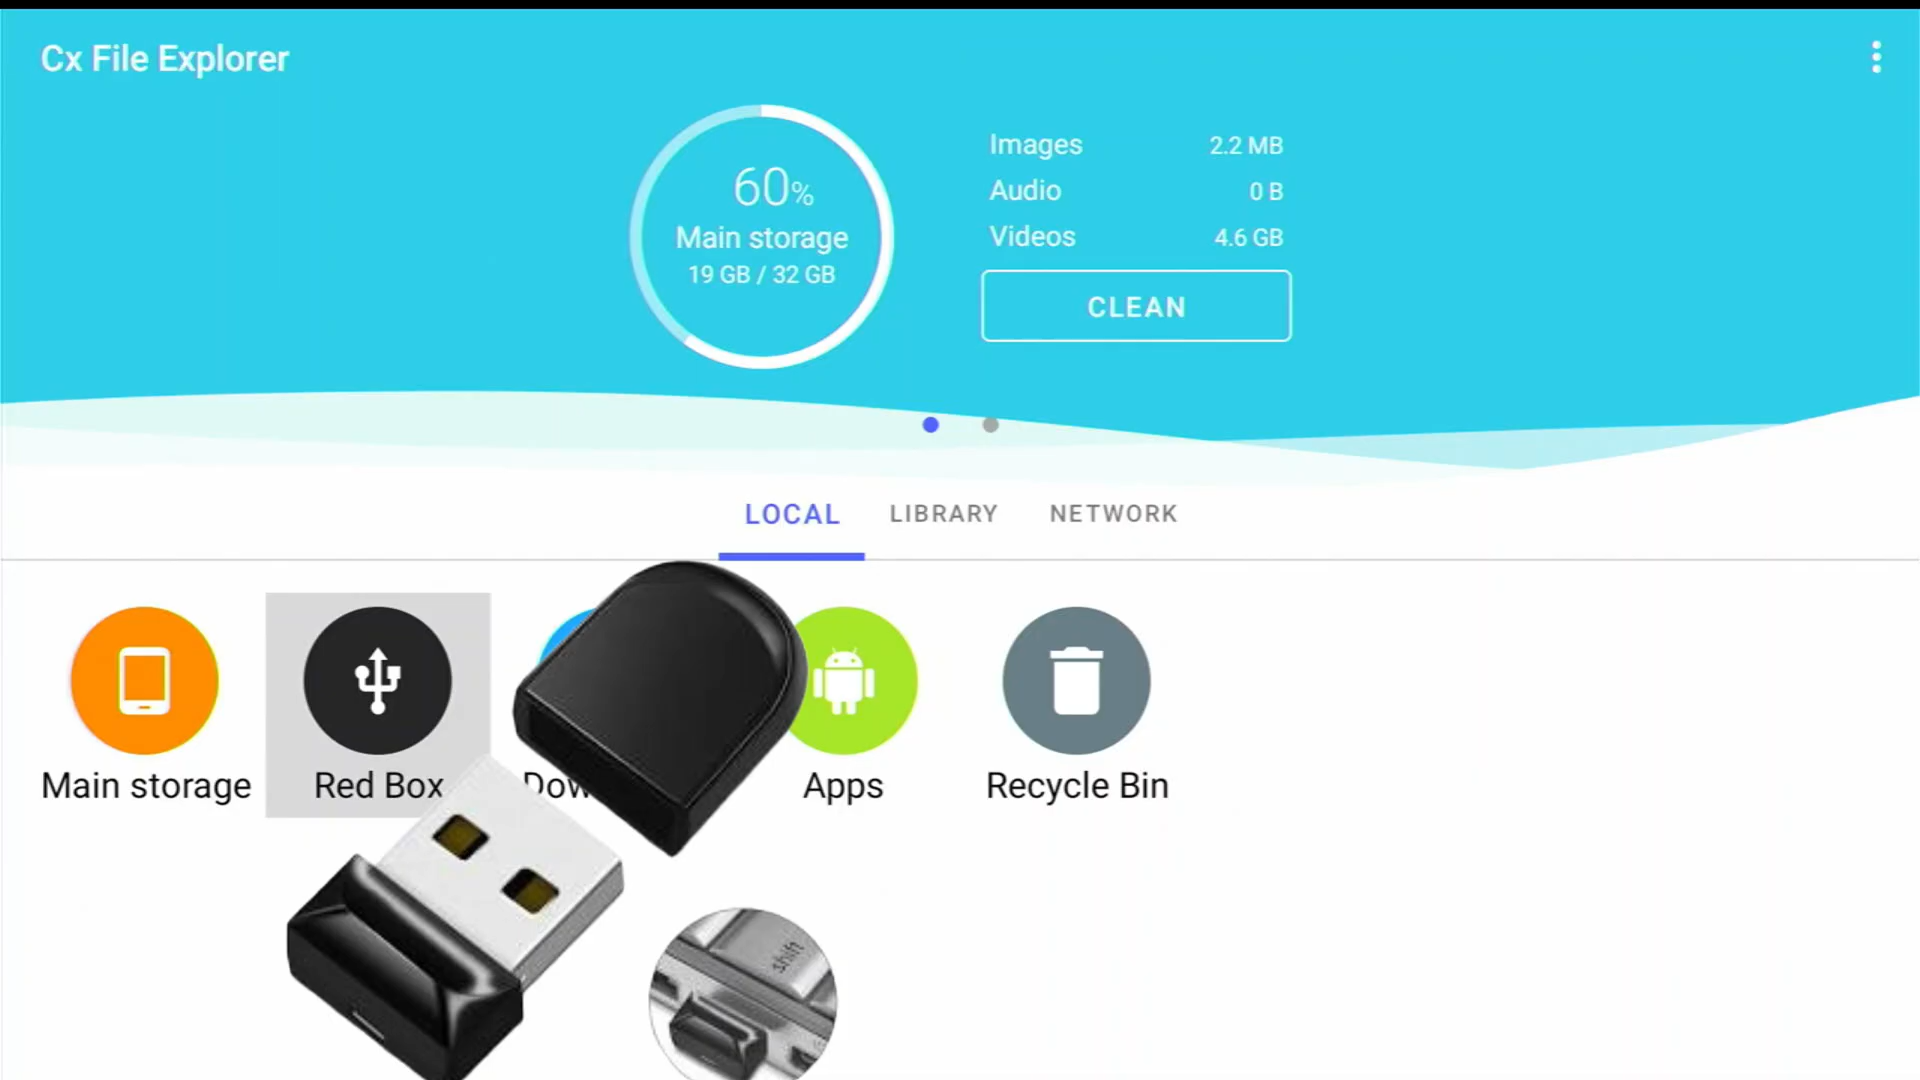 Cx File Explorer
60%
Main storage
19 GB / 32 GB
Images 2.2 MB
Audio 0 B
Videos 4.6 GB
CLEAN
LOCAL LIBRARY NETWORK
Main storage Red Box Apps Recycle Bin
shift